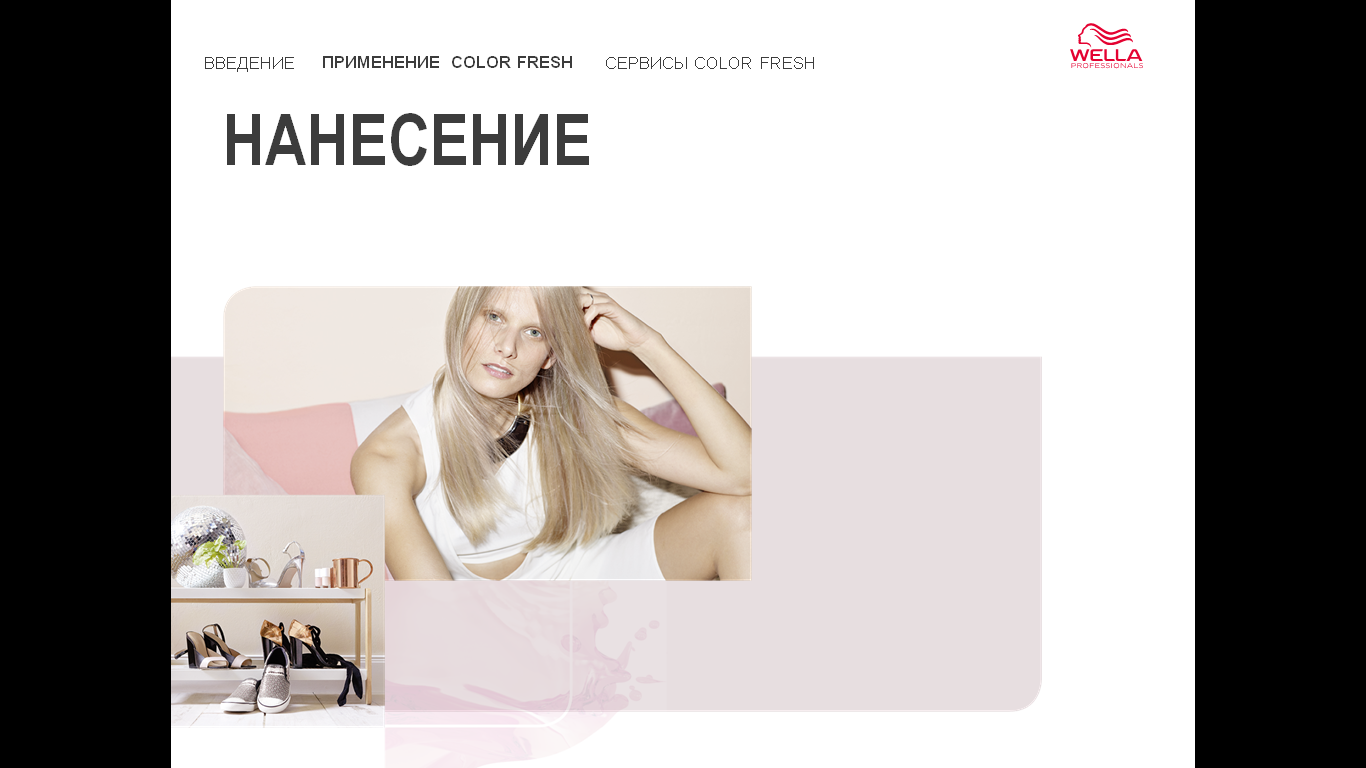 ВВЕДЕНИЕ ПРИМЕНЕНИЕ COLOR FRESH СЕРВИСЫ COLOR FRESH
WELLA
PROFESSIONALS
НАНЕСЕНИЕ